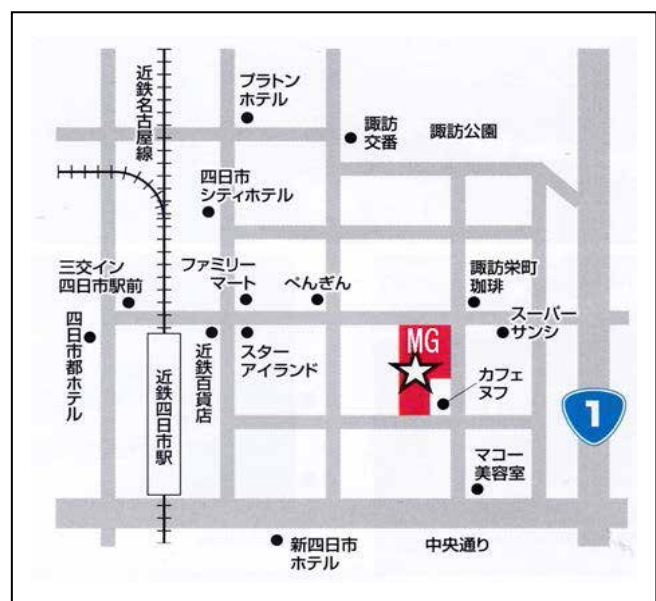 近鉄名古屋線
プラトン
ホテル
諏訪
交番
諏訪公園
四日市
シティホテル
三交イン
四日市駅前
ファミリー
マート
ぺんぎん
諏訪栄町
珈琲
スーパー
サンシ
四日市都ホテル
近鉄四日市駅
近鉄百貨店
スター
アイランド
MG
カフェ
ヌフ
1
マコー
美容室
新四日市
ホテル
中央通り